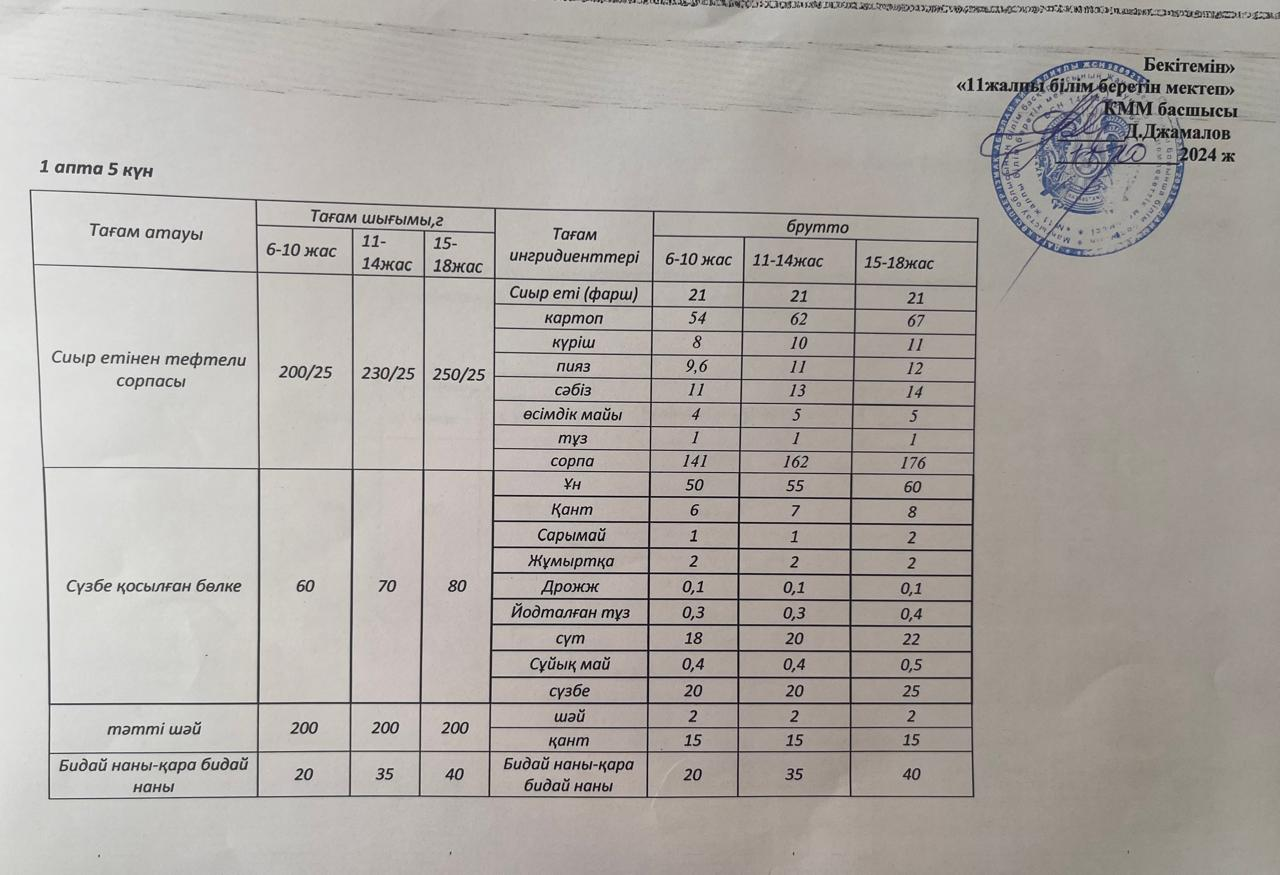 Бекітемін»
«11жалпы білім беретін мектеп»
КММ басшысы
Д.Джамалов
2024 ж
1 апта 5 күн
Тағам атауы Тағам шығымы,г Тағам ингридиенттері брутто
6-10 жас 11-14жас 15-18жас 6-10 жас 11-14жас 15-18жас
Сиыр етінен тефтели сорпасы 200/25 230/25 250/25
Сиыр еті (фарш) 21 21 21
картоп 54 62 67
күріш 8 10 11
пияз 9,6 11 12
сәбіз 11 13 14
өсімдік майы 4 5 5
тұз 1 1 1
сорпа 141 162 176
Сүзбе қосылған бөлке 60 70 80
Ұн 50 55 60
Қант 6 7 8
Сарымай 1 1 2
Жұмыртқа 2 2 2
Дрожж 0,1 0,1 0,1
Йодталған тұз 0,3 0,3 0,4
сүт 18 20 22
Сұйық май 0,4 0,4 0,5
сүзбе 20 20 25
тәтті шәй 200 200 200
шәй 2 2 2
қант 15 15 15
Бидай наны-қара бидай наны 20 35 40 Бидай наны-қара бидай наны 20 35 40